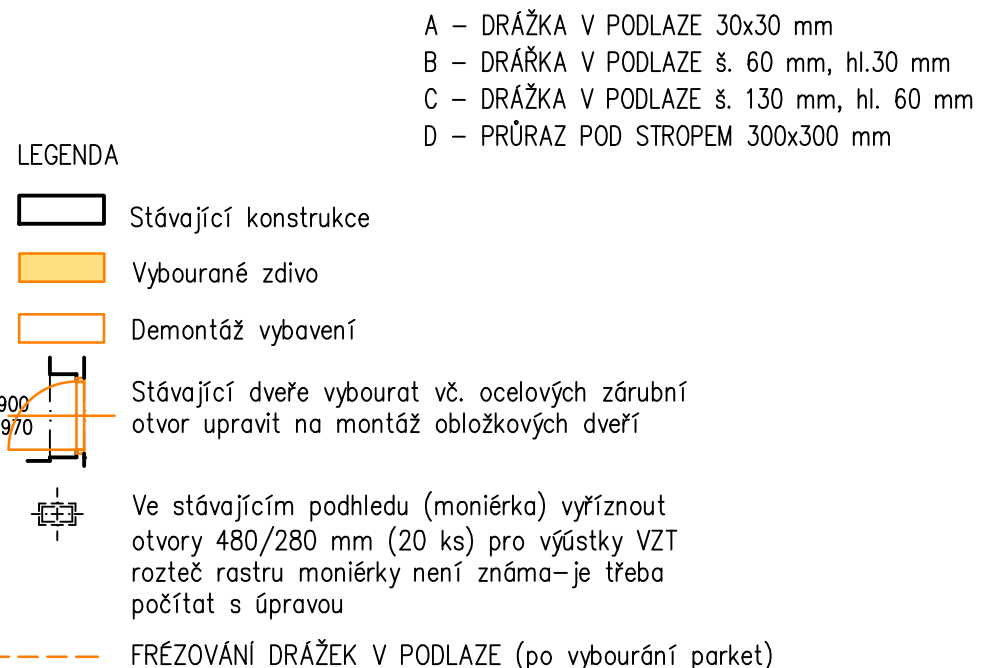 A – DRÁŽKA V PODLAZE 30x30 mm
B – DRÁŘKA V PODLAZE š. 60 mm, hl.30 mm
C – DRÁŽKA V PODLAZE š. 130 mm, hl. 60 mm
D – PRŮRAZ POD STROPEM 300x300 mm
LEGENDA
Stávající konstrukce
Vybourané zdivo
Demontáž vybavení
900
970
Stávající dveře vybourat vč. ocelových zárubní
otvor upravit na montáž obložkových dveří
Ve stávajícím podhledu (moniérka) vyříznout
otvory 480/280 mm (20 ks) pro výústky VZT
rozteč rastru moniérky není známa–je třeba
počítat s úpravou
FRÉZOVÁNÍ DRÁŽEK V PODLAZE (po vybourání parket)